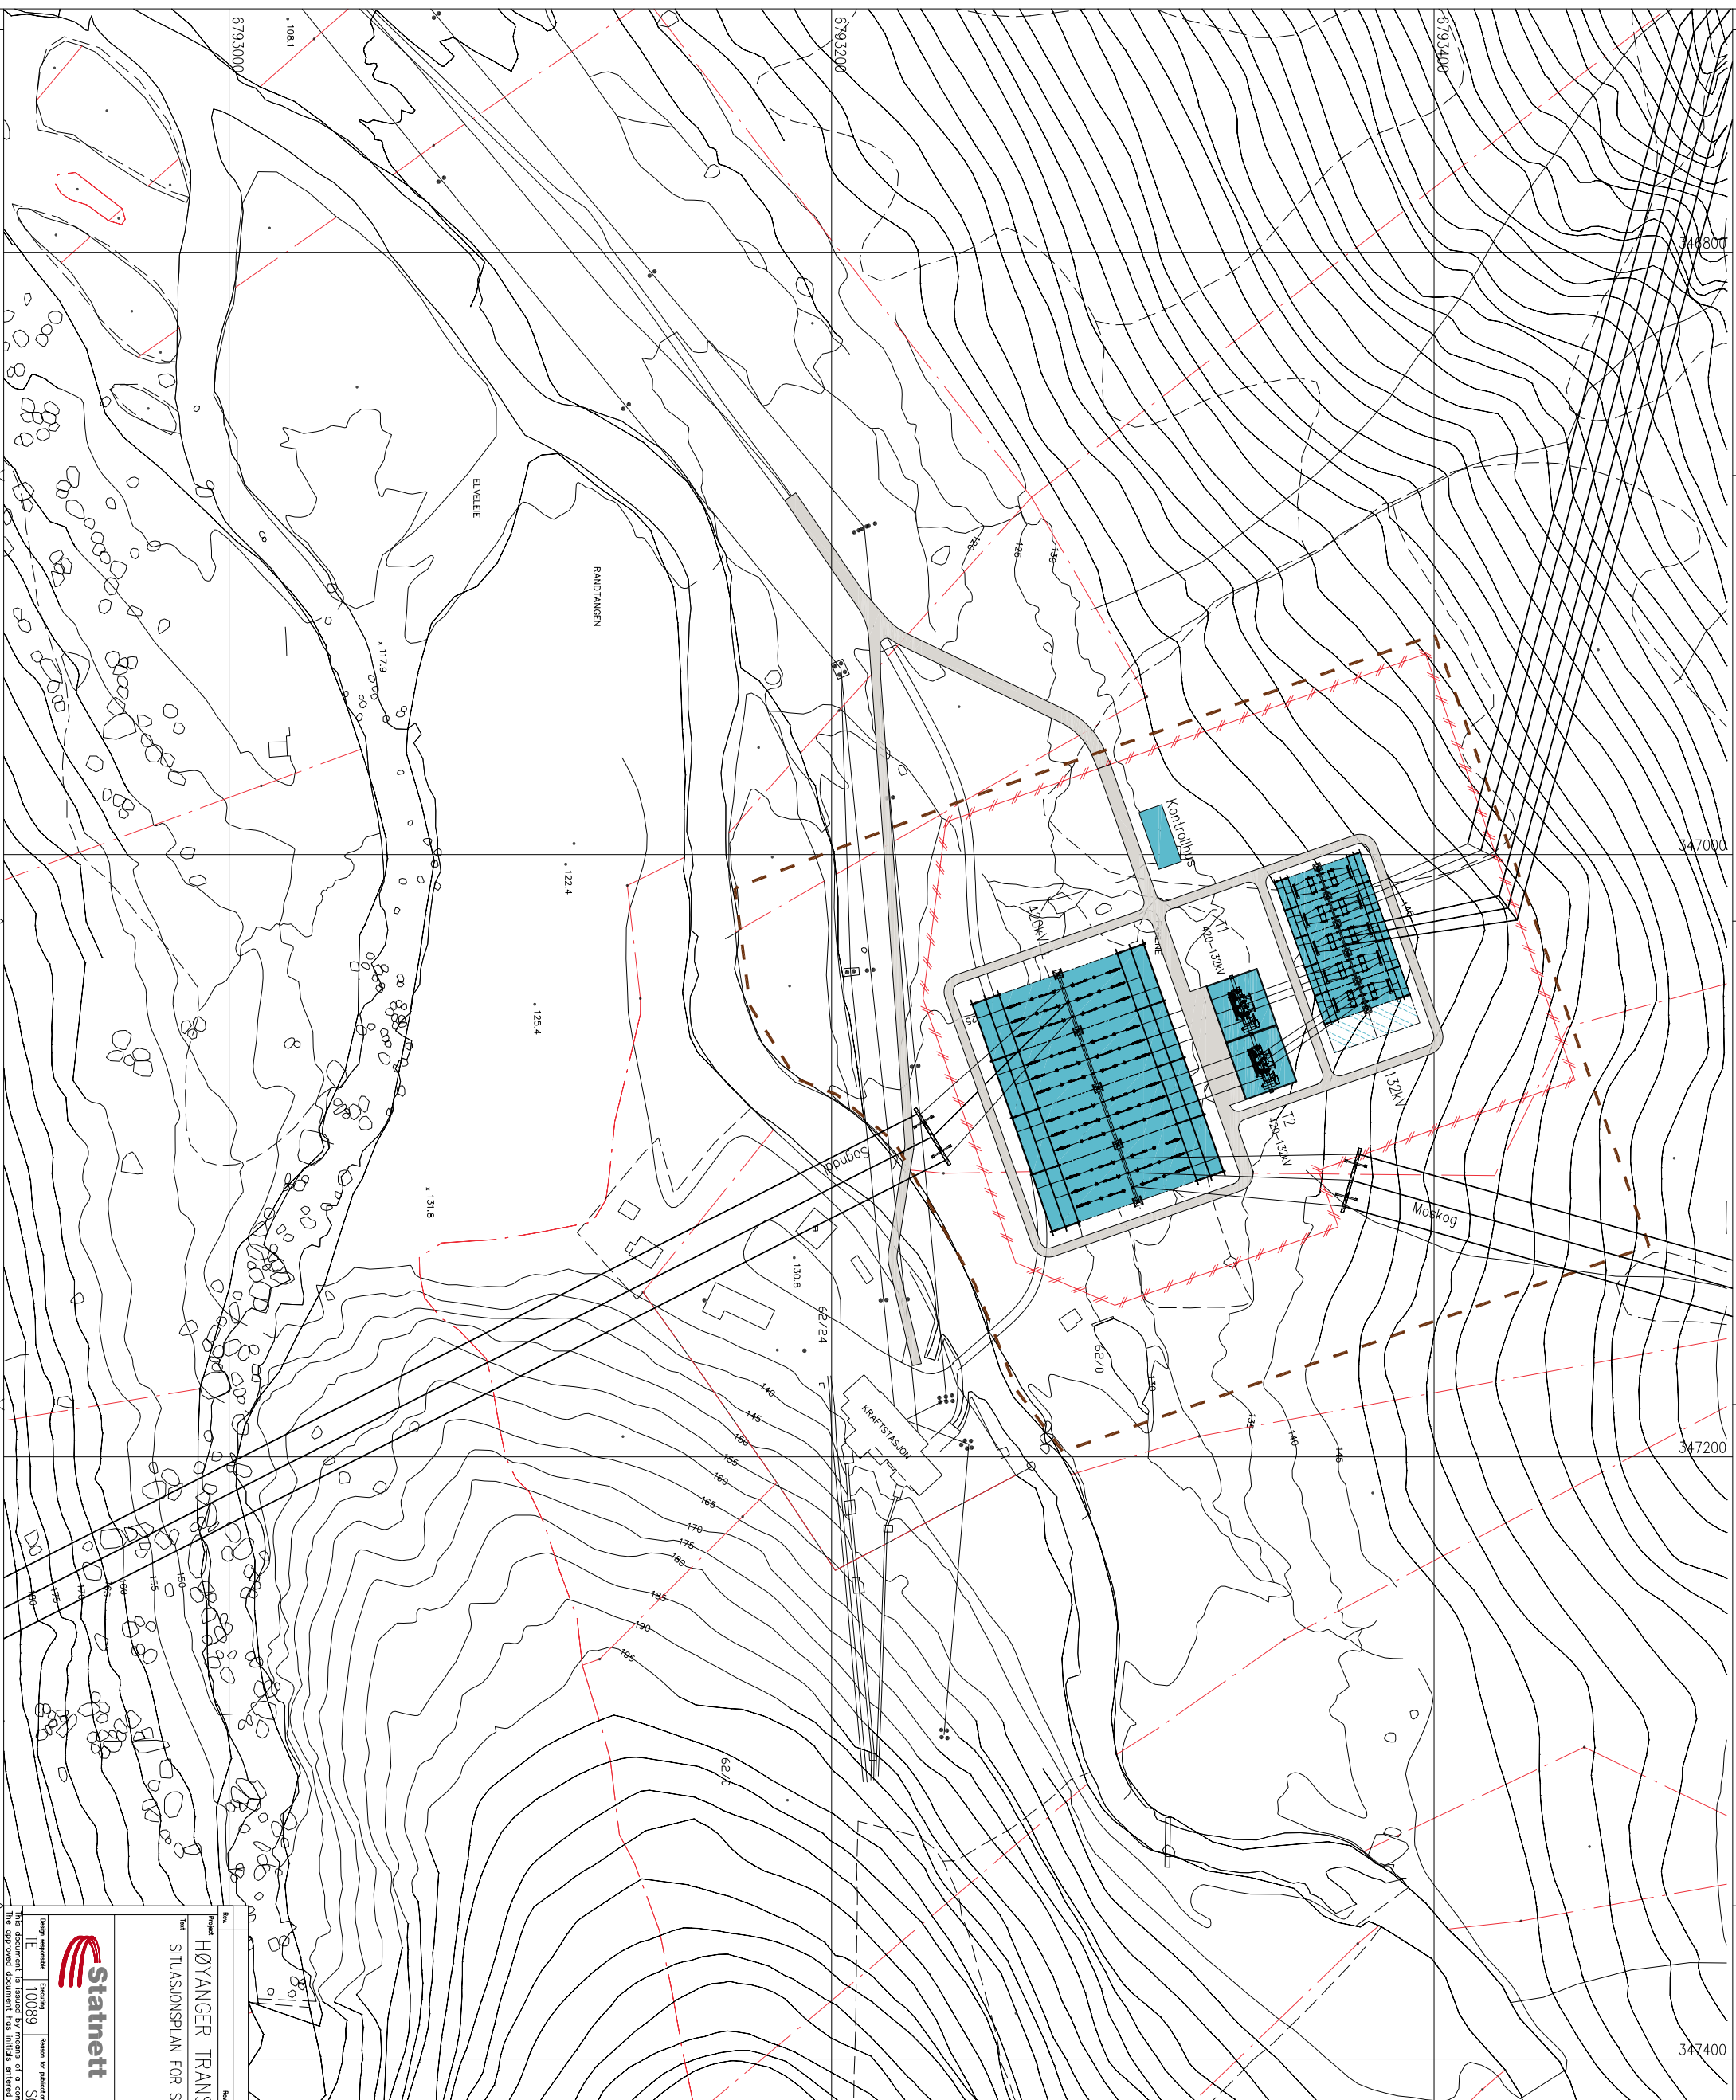 6793000
6793200
6793400
346800
347000
347200
347400
108.1
ELVELEIE
RANDTANGEN
117.9
122.4
125.4
131.8
130.8
120
125
130
Kontrollhus
420kV
T1
420-132kV
T2
420-132kV
132kV
145
Sogndal
Moskog
62/24
62/0
KRAFTSTASJON
130
135
140
145
140
145
150
155
160
165
170
175
180
185
190
195
62/0
150
155
160
170
175
180
Rev.
Project
HØYANGER TRANS
Text
SITUASJONSPLAN FOR S
Statnett
Design responsible
TE
Executing
10089
Reason for publication
This document is issued by means of a com
The approved document has initials entered